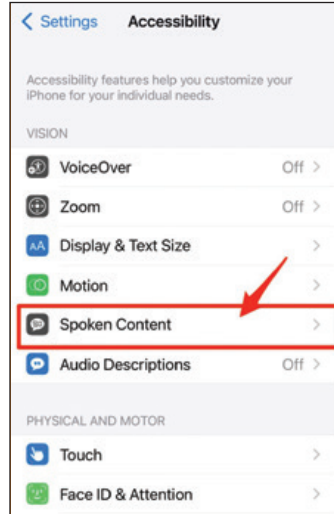 Settings Accessibility
Accessibility features help you customize your
iPhone for your individual needs.
VISION
VoiceOver Off
Zoom Off
AA Display & Text Size
Motion
Spoken Content
Audio Descriptions Off
PHYSICAL AND MOTOR
Touch
Face ID & Attention